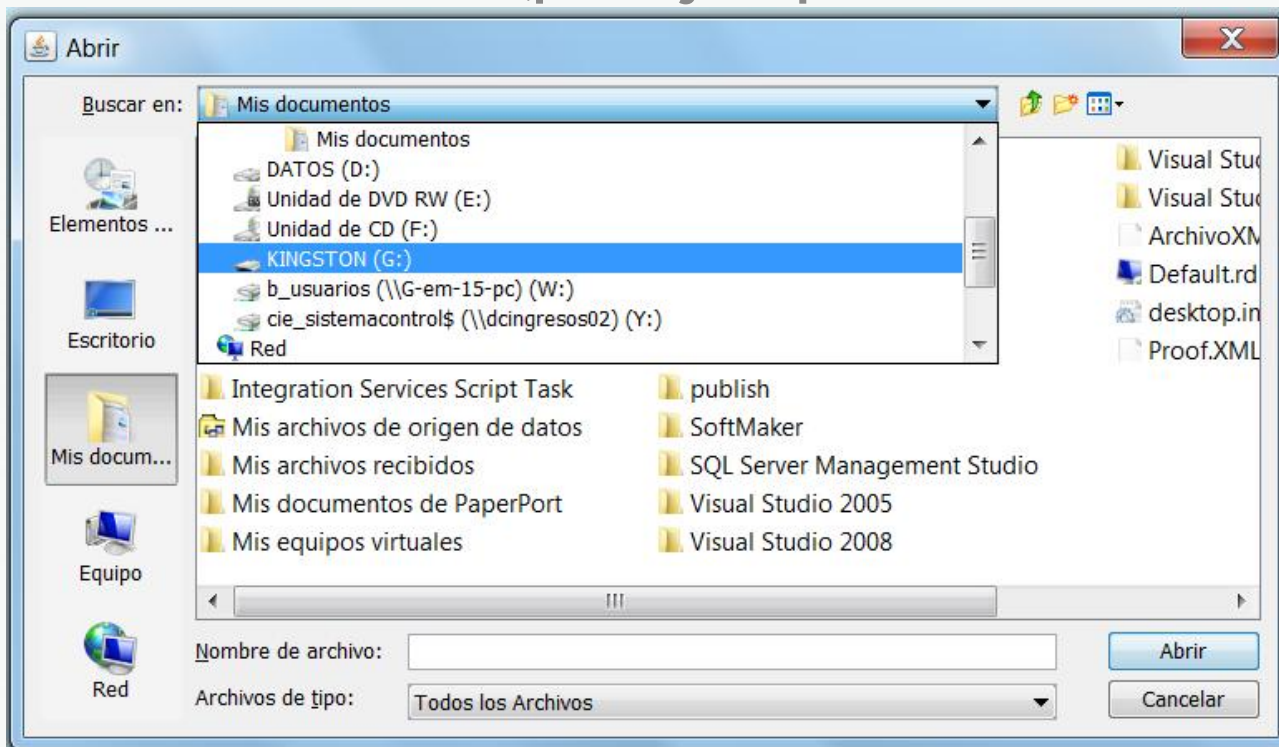 Abrir
X
Buscar en: Mis documentos
Mis documentos
DATOS (D:)
Unidad de DVD RW (E:)
Unidad de CD (F:)
KINGSTON (G:)
b_usuarios (\\G-em-15-pc) (W:)
cie_sistemacontrol$ (\\dcingresos02) (Y:)
Red
Elementos ...
Escritorio
Mis docum...
Equipo
Red
Integration Services Script Task
Mis archivos de origen de datos
Mis archivos recibidos
Mis documentos de PaperPort
Mis equipos virtuales
publish
SoftMaker
SQL Server Management Studio
Visual Studio 2005
Visual Studio 2008
Visual Stud
Visual Stud
ArchivoXM
Default.rd
desktop.in
Proof.XML
Nombre de archivo:
Abrir
Archivos de tipo: Todos los Archivos
Cancelar